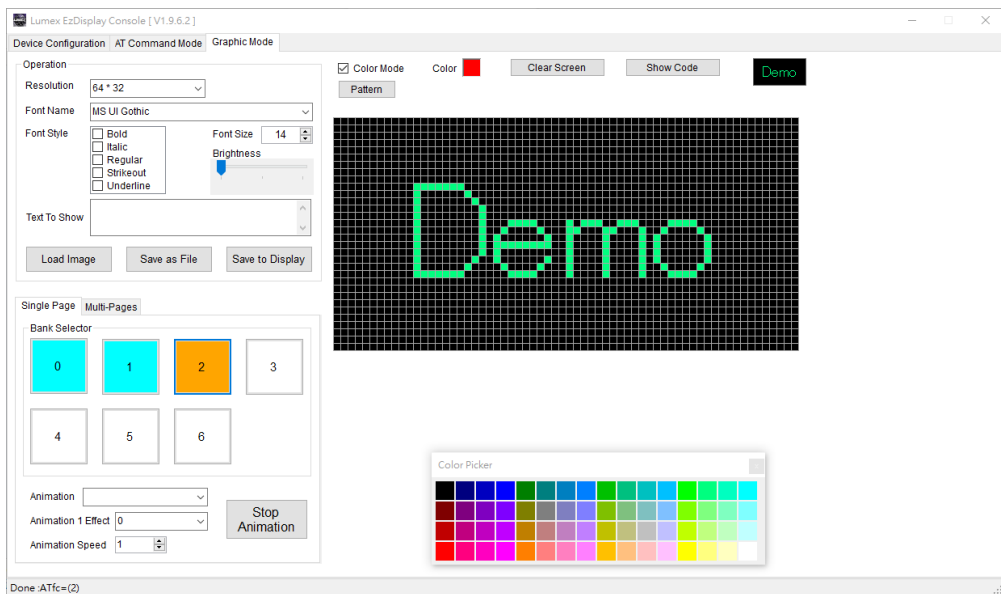 Lumex EzDisplay Console [ V1.9.6.2 ]
Device Configuration AT Command Mode Graphic Mode
Operation
Resolution 64 * 32
Font Name MS UI Gothic
Font Style
Bold
Italic
Regular
Strikeout
Underline
Font Size 14
Brightness
Text To Show
Load Image Save as File Save to Display
Color Mode Color Clear Screen Show Code Demo
Pattern
Demo
Single Page Multi-Pages
Bank Selector
0 1 2 3
4 5 6
Animation
Animation 1 Effect 0
Animation Speed 1
Stop
Animation
Color Picker
Done :ATfc=(2)